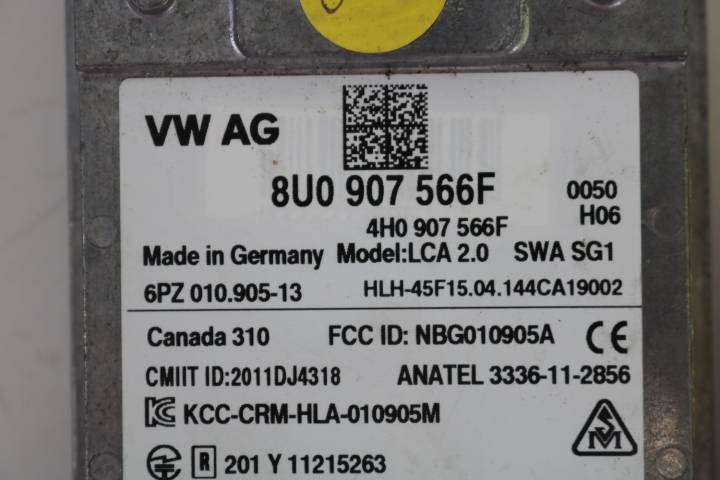 VW AG
8U0 907 566F 0050
4H0 907 566F H06
Made in Germany Model:LCA 2.0 SWA SG1
6PZ 010.905-13 HLH-45F15.04.144CA19002
Canada 310 FCC ID: NBG010905A CE
CMIIT ID:2011DJ4318 ANATEL 3336-11-2856
KCC-CRM-HLA-010905M
R 201 Y 11215263